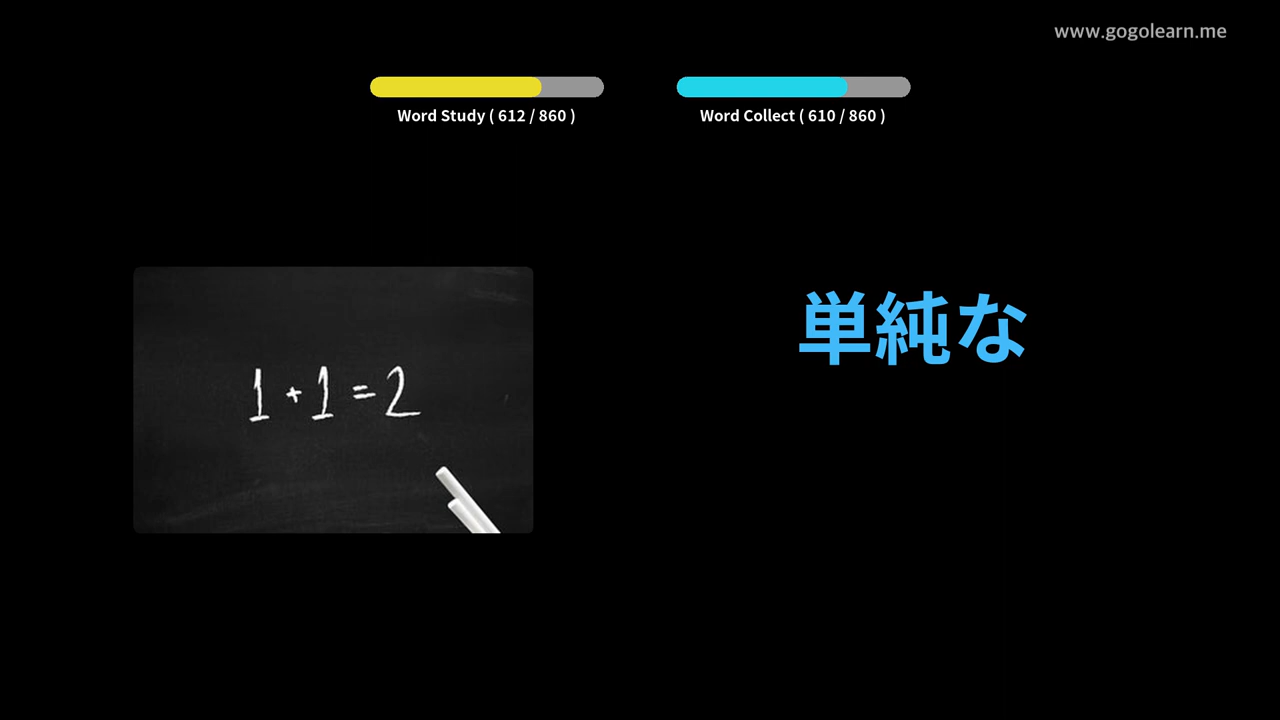 www.gogolearn.me
Word Study ( 612 / 860 )
Word Collect ( 610 / 860 )
1 + 1 = 2
単純な